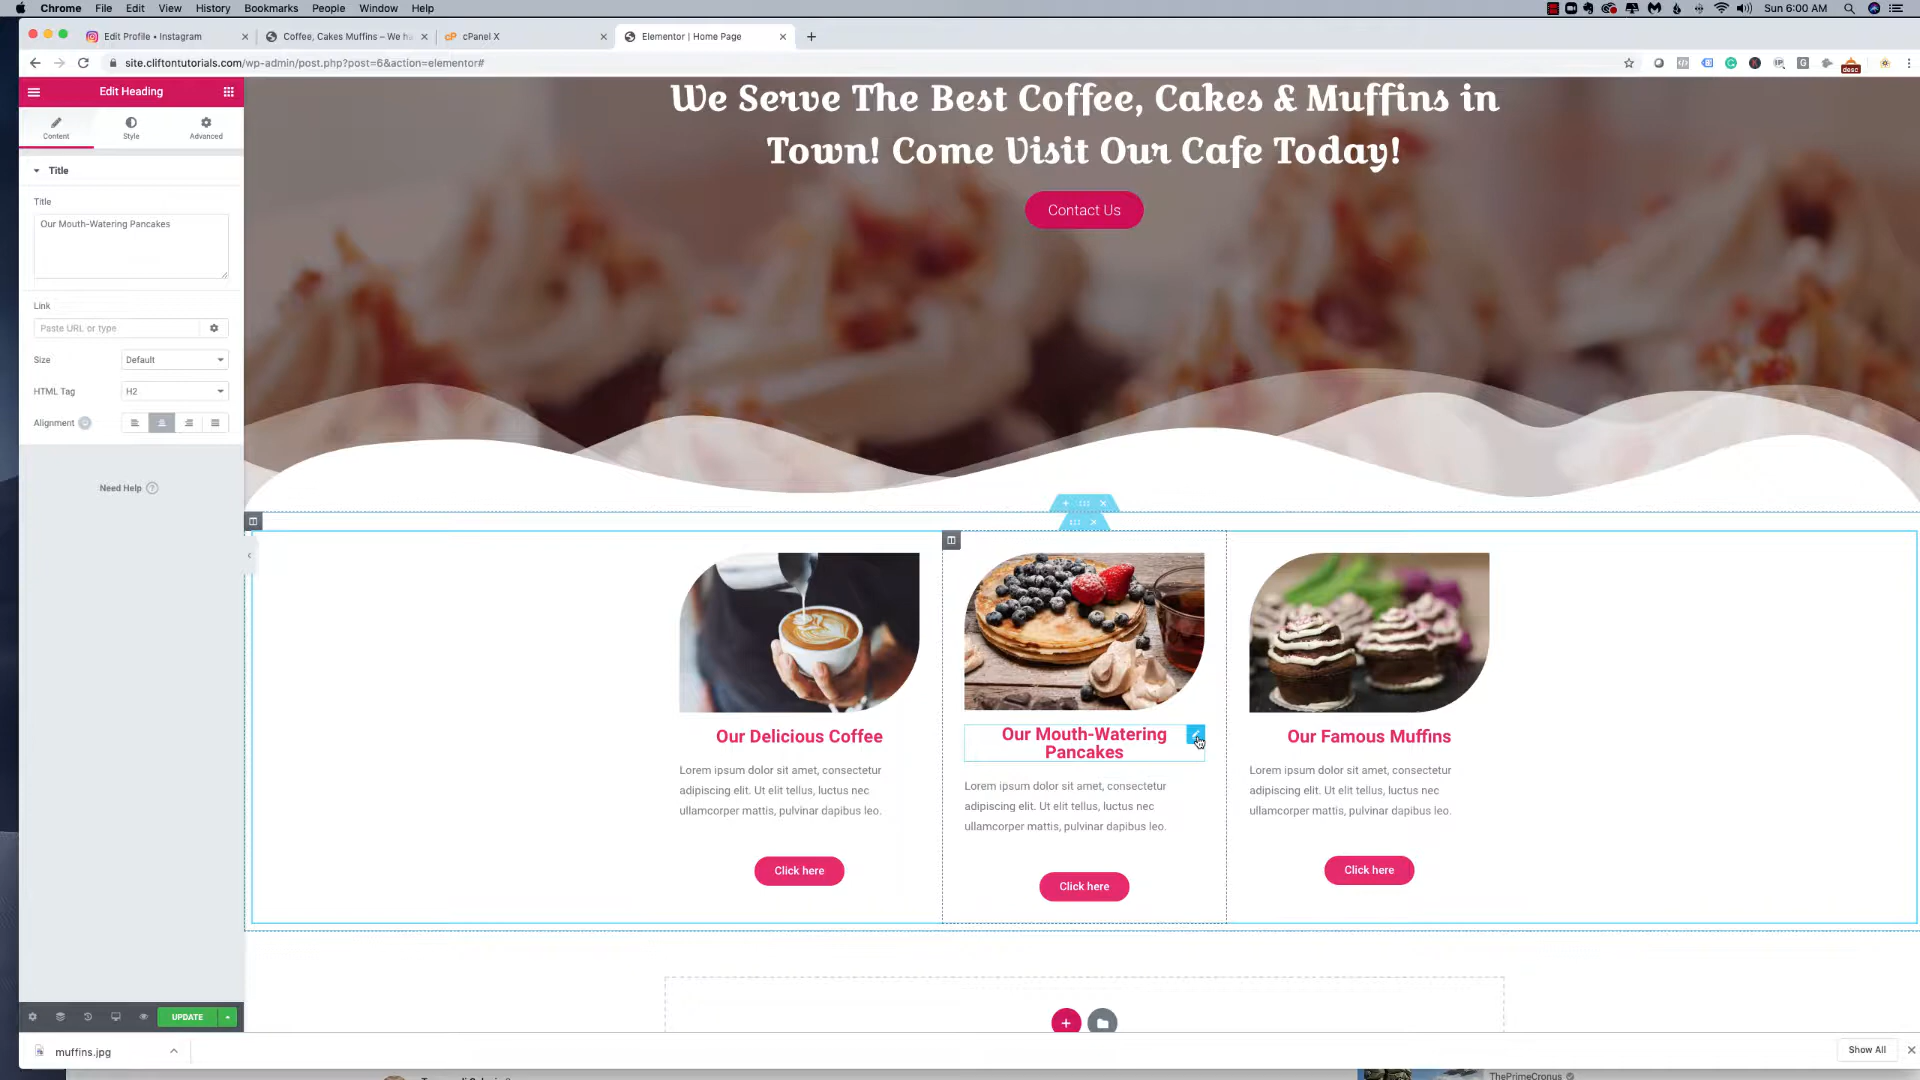 Chrome File Edit View History Bookmarks People Window Help
Sun 6:00 AM
Edit Profile • Instagram
Coffee, Cakes Muffins – We h
cPanel X
Elementor | Home Page
site.cliftontutorials.com/wp-admin/post.php?post=6&action=elementor#
desc
Edit Heading
Content Style Advanced
Title
Title
Our Mouth-Watering Pancakes
Link
Paste URL or type
Size Default
HTML Tag H2
Alignment
Need Help ?
UPDATE
We Serve The Best Coffee, Cakes & Muffins in
Town! Come Visit Our Cafe Today!
Contact Us
Our Delicious Coffee
Lorem ipsum dolor sit amet, consectetur
adipiscing elit. Ut elit tellus, luctus nec
ullamcorper mattis, pulvinar dapibus leo.
Click here
Our Mouth-Watering
Pancakes
Lorem ipsum dolor sit amet, consectetur
adipiscing elit. Ut elit tellus, luctus nec
ullamcorper mattis, pulvinar dapibus leo.
Click here
Our Famous Muffins
Lorem ipsum dolor sit amet, consectetur
adipiscing elit. Ut elit tellus, luctus nec
ullamcorper mattis, pulvinar dapibus leo.
Click here
muffins.jpg
Show All
ThePrimeCronus